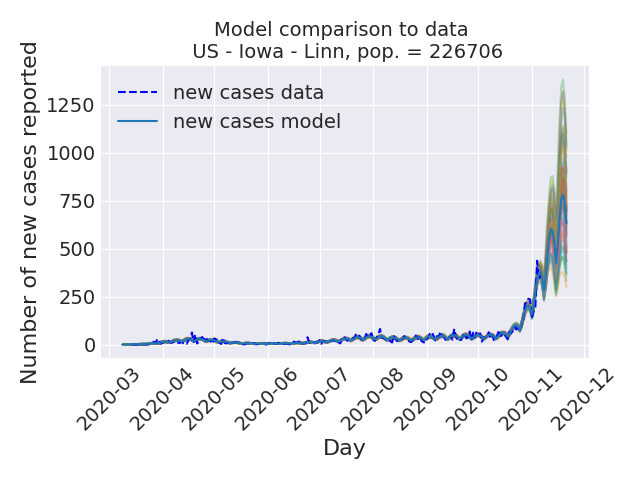 Model comparison to data
US - Iowa - Linn, pop. = 226706
Number of new cases reported
1250
1000
750
500
250
0
new cases data
new cases model
2020-03
2020-04
2020-05
2020-06
2020-07
2020-08
2020-09
2020-10
2020-11
2020-12
Day